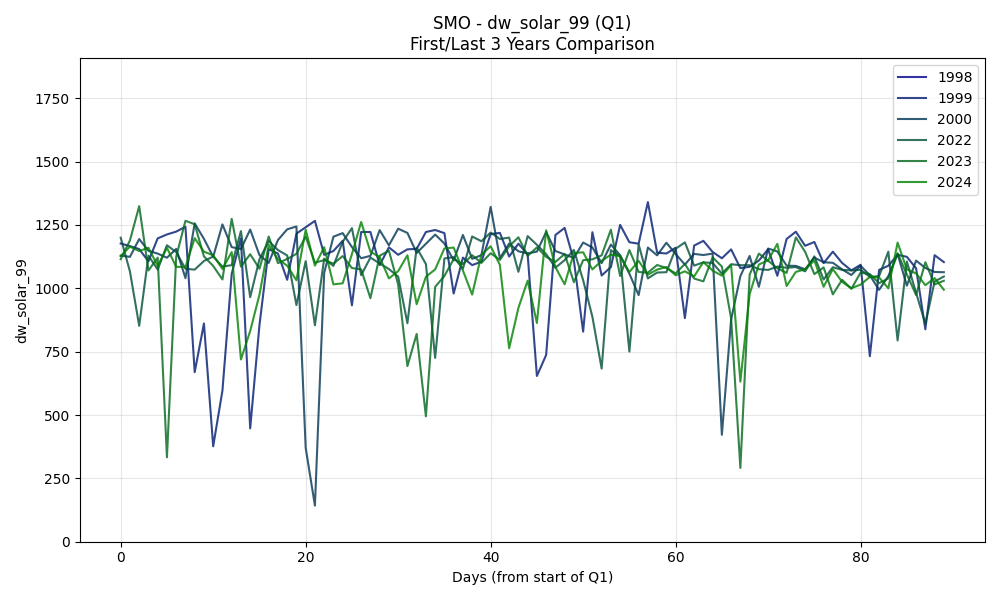 SMO - dw_solar_99 (Q1)
First/Last 3 Years Comparison
dw_solar_99
1750
1500
1250
1000
750
500
250
0
0 20 40 60 80
Days (from start of Q1)
1998
1999
2000
2022
2023
2024